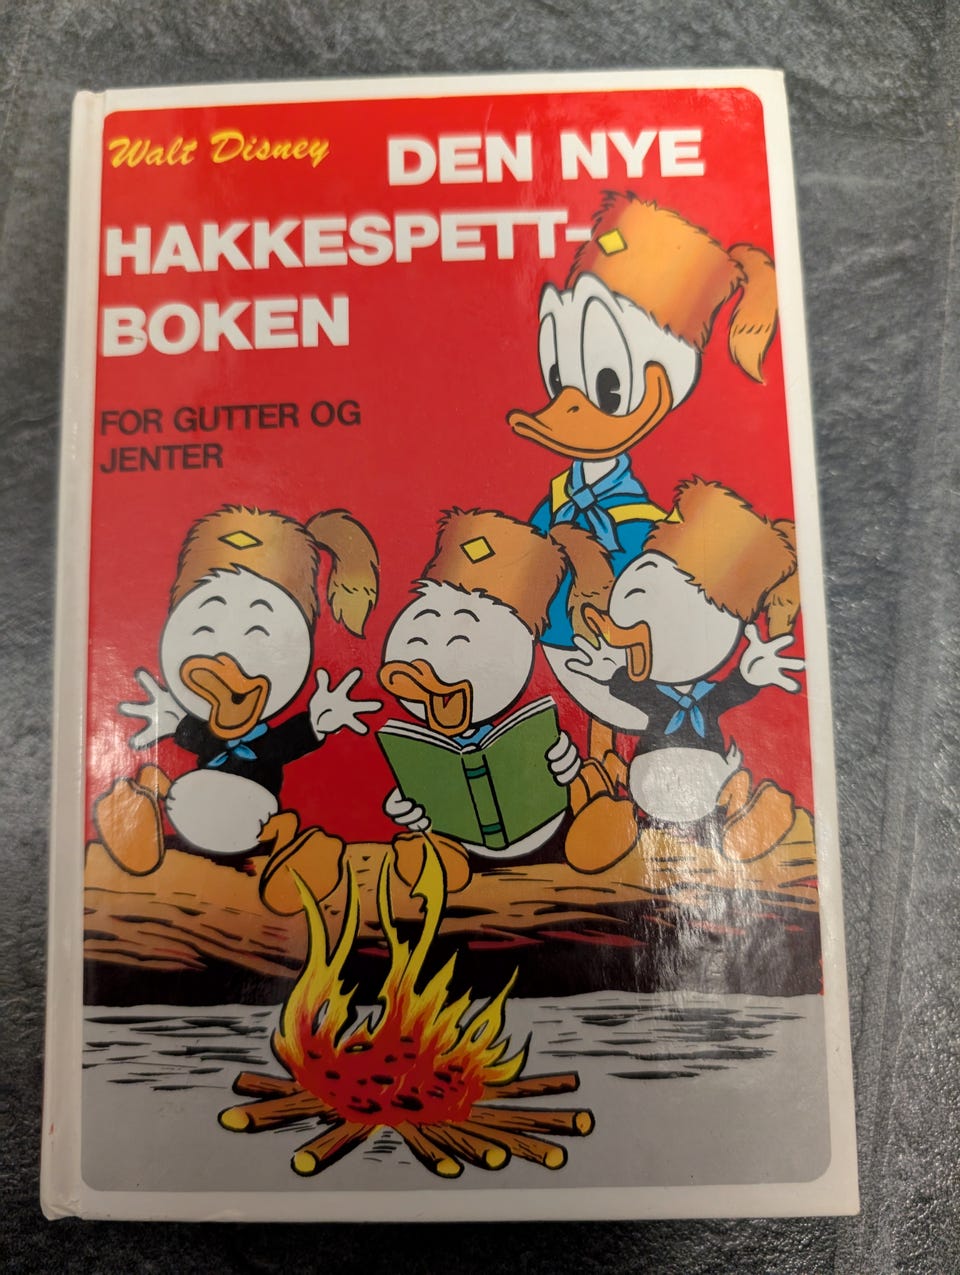 Walt Disney
DEN NYE
HAKKESPETT-
BOKEN
FOR GUTTER OG
JENTER